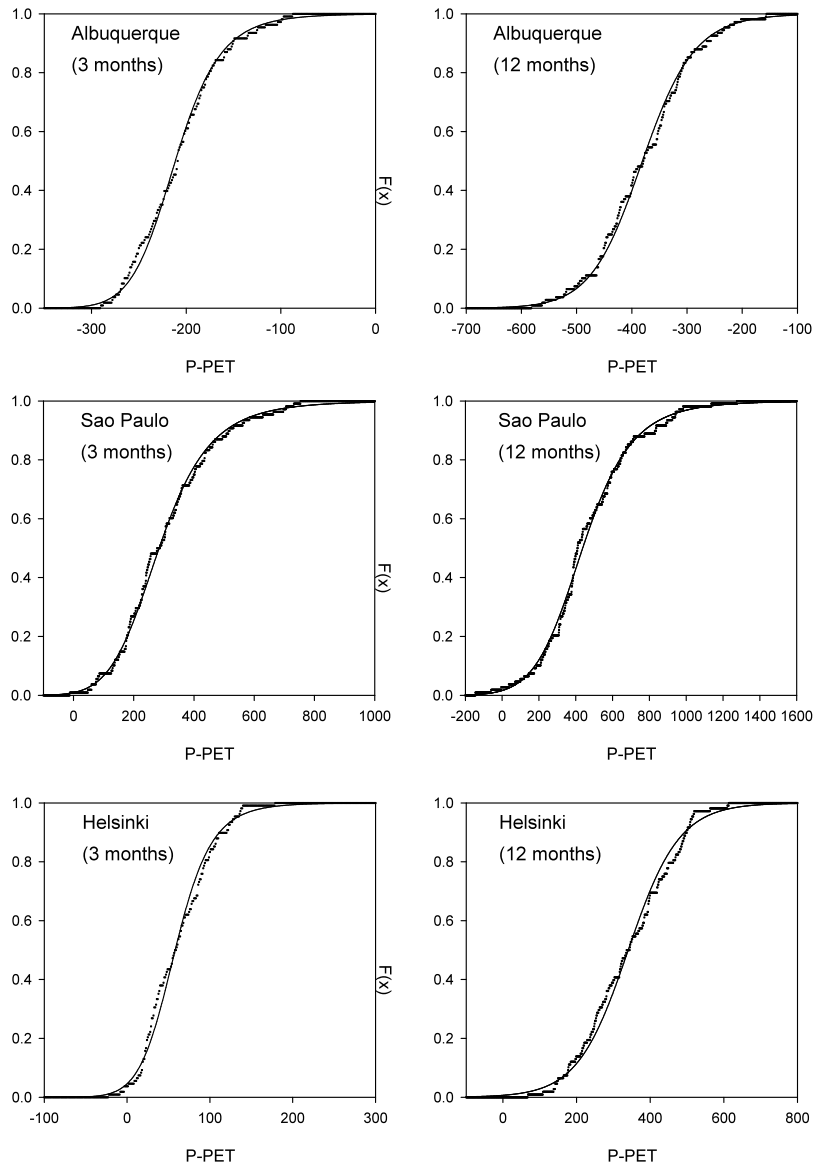 1.0
0.8
0.6
0.4
0.2
0.0
Albuquerque
(3 months)
-300 -200 -100 0
P-PET
F(x)
1.0
0.8
0.6
0.4
0.2
0.0
Albuquerque
(12 months)
-700 -600 -500 -400 -300 -200 -100
P-PET
1.0
0.8
0.6
0.4
0.2
0.0
Sao Paulo
(3 months)
0 200 400 600 800 1000
P-PET
F(x)
1.0
0.8
0.6
0.4
0.2
0.0
Sao Paulo
(12 months)
-200 0 200 400 600 800 1000 1200 1400 1600
P-PET
1.0
0.8
0.6
0.4
0.2
0.0
Helsinki
(3 months)
-100 0 100 200 300
P-PET
F(x)
1.0
0.8
0.6
0.4
0.2
0.0
Helsinki
(12 months)
0 200 400 600 800
P-PET